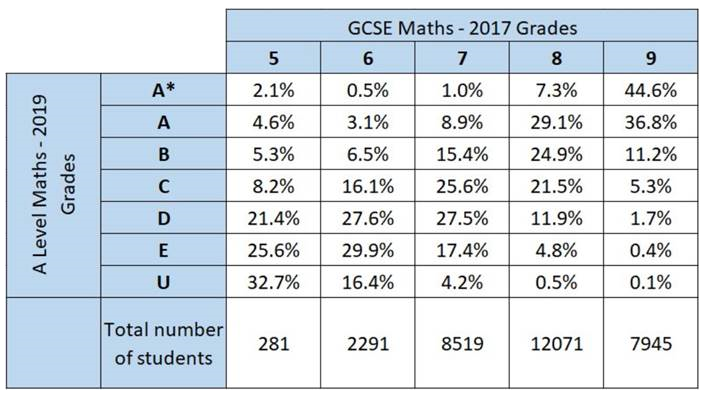 GCSE Maths - 2017 Grades
5 6 7 8 9
A Level Maths - 2019
Grades
A* 2.1% 0.5% 1.0% 7.3% 44.6%
A 4.6% 3.1% 8.9% 29.1% 36.8%
B 5.3% 6.5% 15.4% 24.9% 11.2%
C 8.2% 16.1% 25.6% 21.5% 5.3%
D 21.4% 27.6% 27.5% 11.9% 1.7%
E 25.6% 29.9% 17.4% 4.8% 0.4%
U 32.7% 16.4% 4.2% 0.5% 0.1%
Total number
of students
281 2291 8519 12071 7945